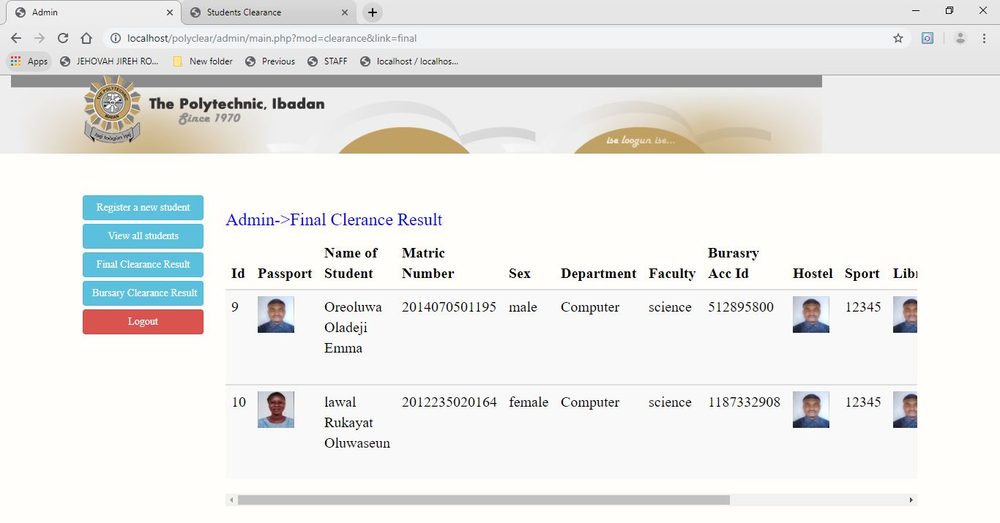 Admin
Students Clearance
localhost/polyclear/admin/main.php?mod=clearance&link=final
Apps
JEHOVAH JIREH RO...
New folder
Previous
STAFF
localhost / localhos...
THE POLYTECHNIC
IBADAN
ise loogun ise
The Polytechnic, Ibadan
Since 1970
ise loogun ise...
Register a new student
View all students
Final Clearance Result
Bursary Clearance Result
Logout
Admin->Final Clerance Result
Id Passport Name of Student Matric Number Sex Department Faculty Burasry Acc Id Hostel Sport Libr
9 Oreoluwa Oladeji Emma 2014070501195 male Computer science 512895800 12345
10 lawal Rukayat Oluwaseun 2012235020164 female Computer science 1187332908 12345